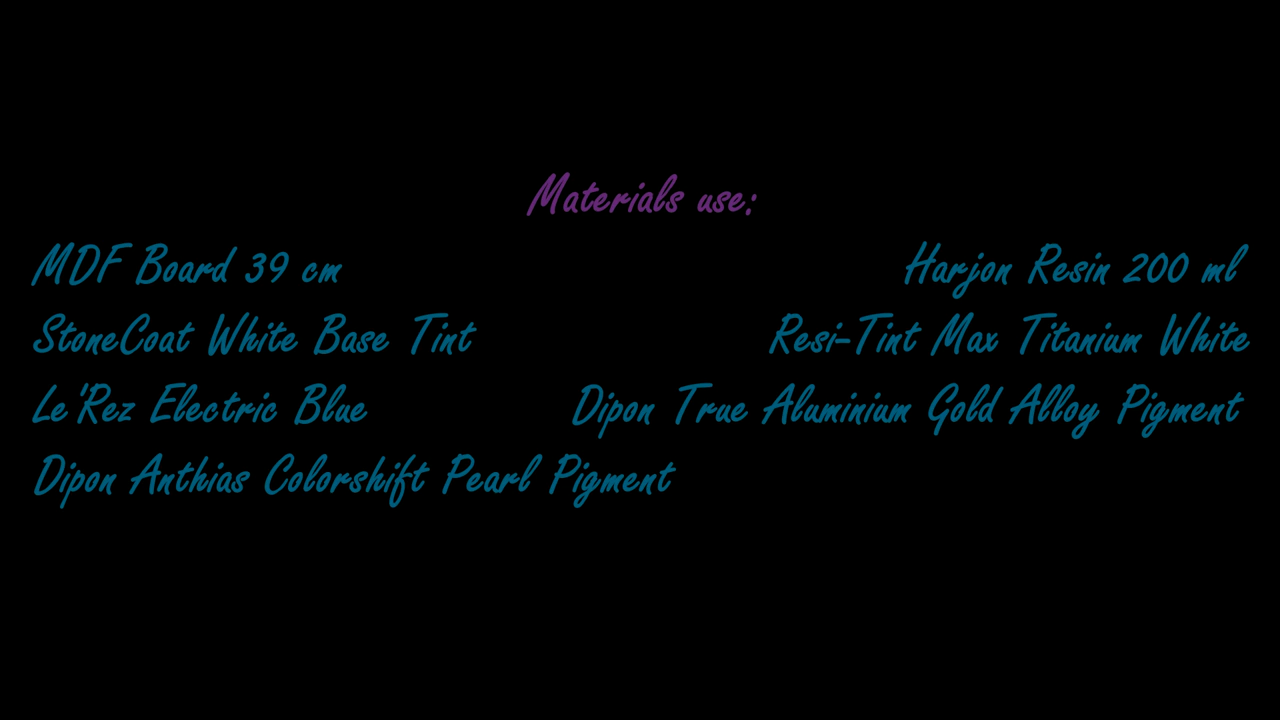 Materials use:
MDF Board 39 cm Harjon Resin 200 ml
StoneCoat White Base Tint Resi-Tint Max Titanium White
Le'Rez Electric Blue Dipon True Aluminium Gold Alloy Pigment
Dipon Anthias Colorshift Pearl Pigment